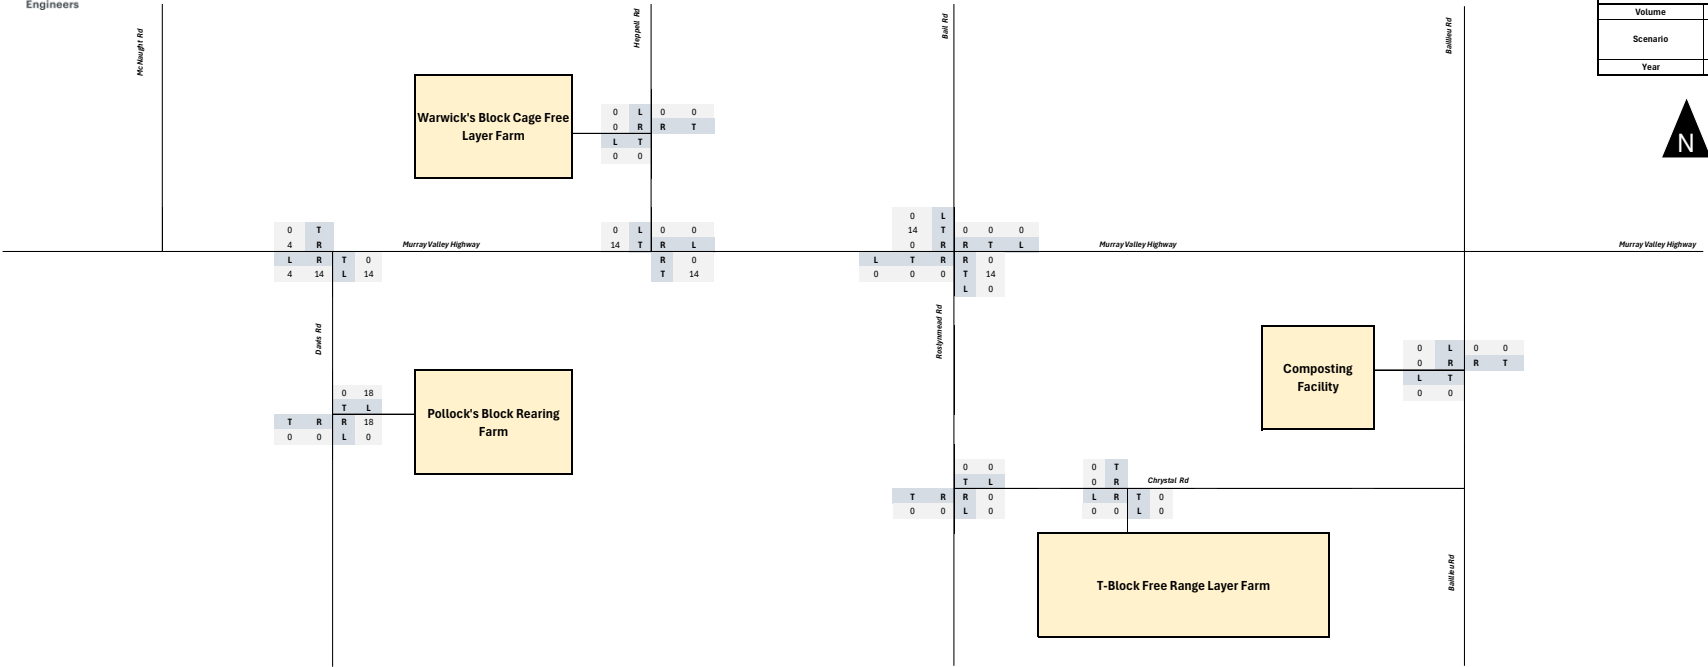 Engineers
Volume
Scenario
Year
McNaught Rd
Heppell Rd
Ball Rd
Baillieu Rd
N
Warwick's Block Cage Free
Layer Farm
0 L 0 0
0 R R T
L T
0 0
0 T
4 R
L R T 0
4 14 L 14
Murray Valley Highway
0 L 0 0
14 T R L
R 0
T 14
0 L
14 T 0 0 0
0 R R T L
L T R R 0
0 0 0 T 14
L 0
Murray Valley Highway
Murray Valley Highway
Davis Rd
Roslynmead Rd
0 18
T L
T R R 18
0 0 L 0
Pollock's Block Rearing
Farm
Composting
Facility
0 L 0 0
0 R R T
L T
0 0
0 0
T L
T R R 0
0 0 L 0
0 T
0 R
L R T 0
0 0 L 0
Chrystal Rd
T-Block Free Range Layer Farm
Baillieu Rd